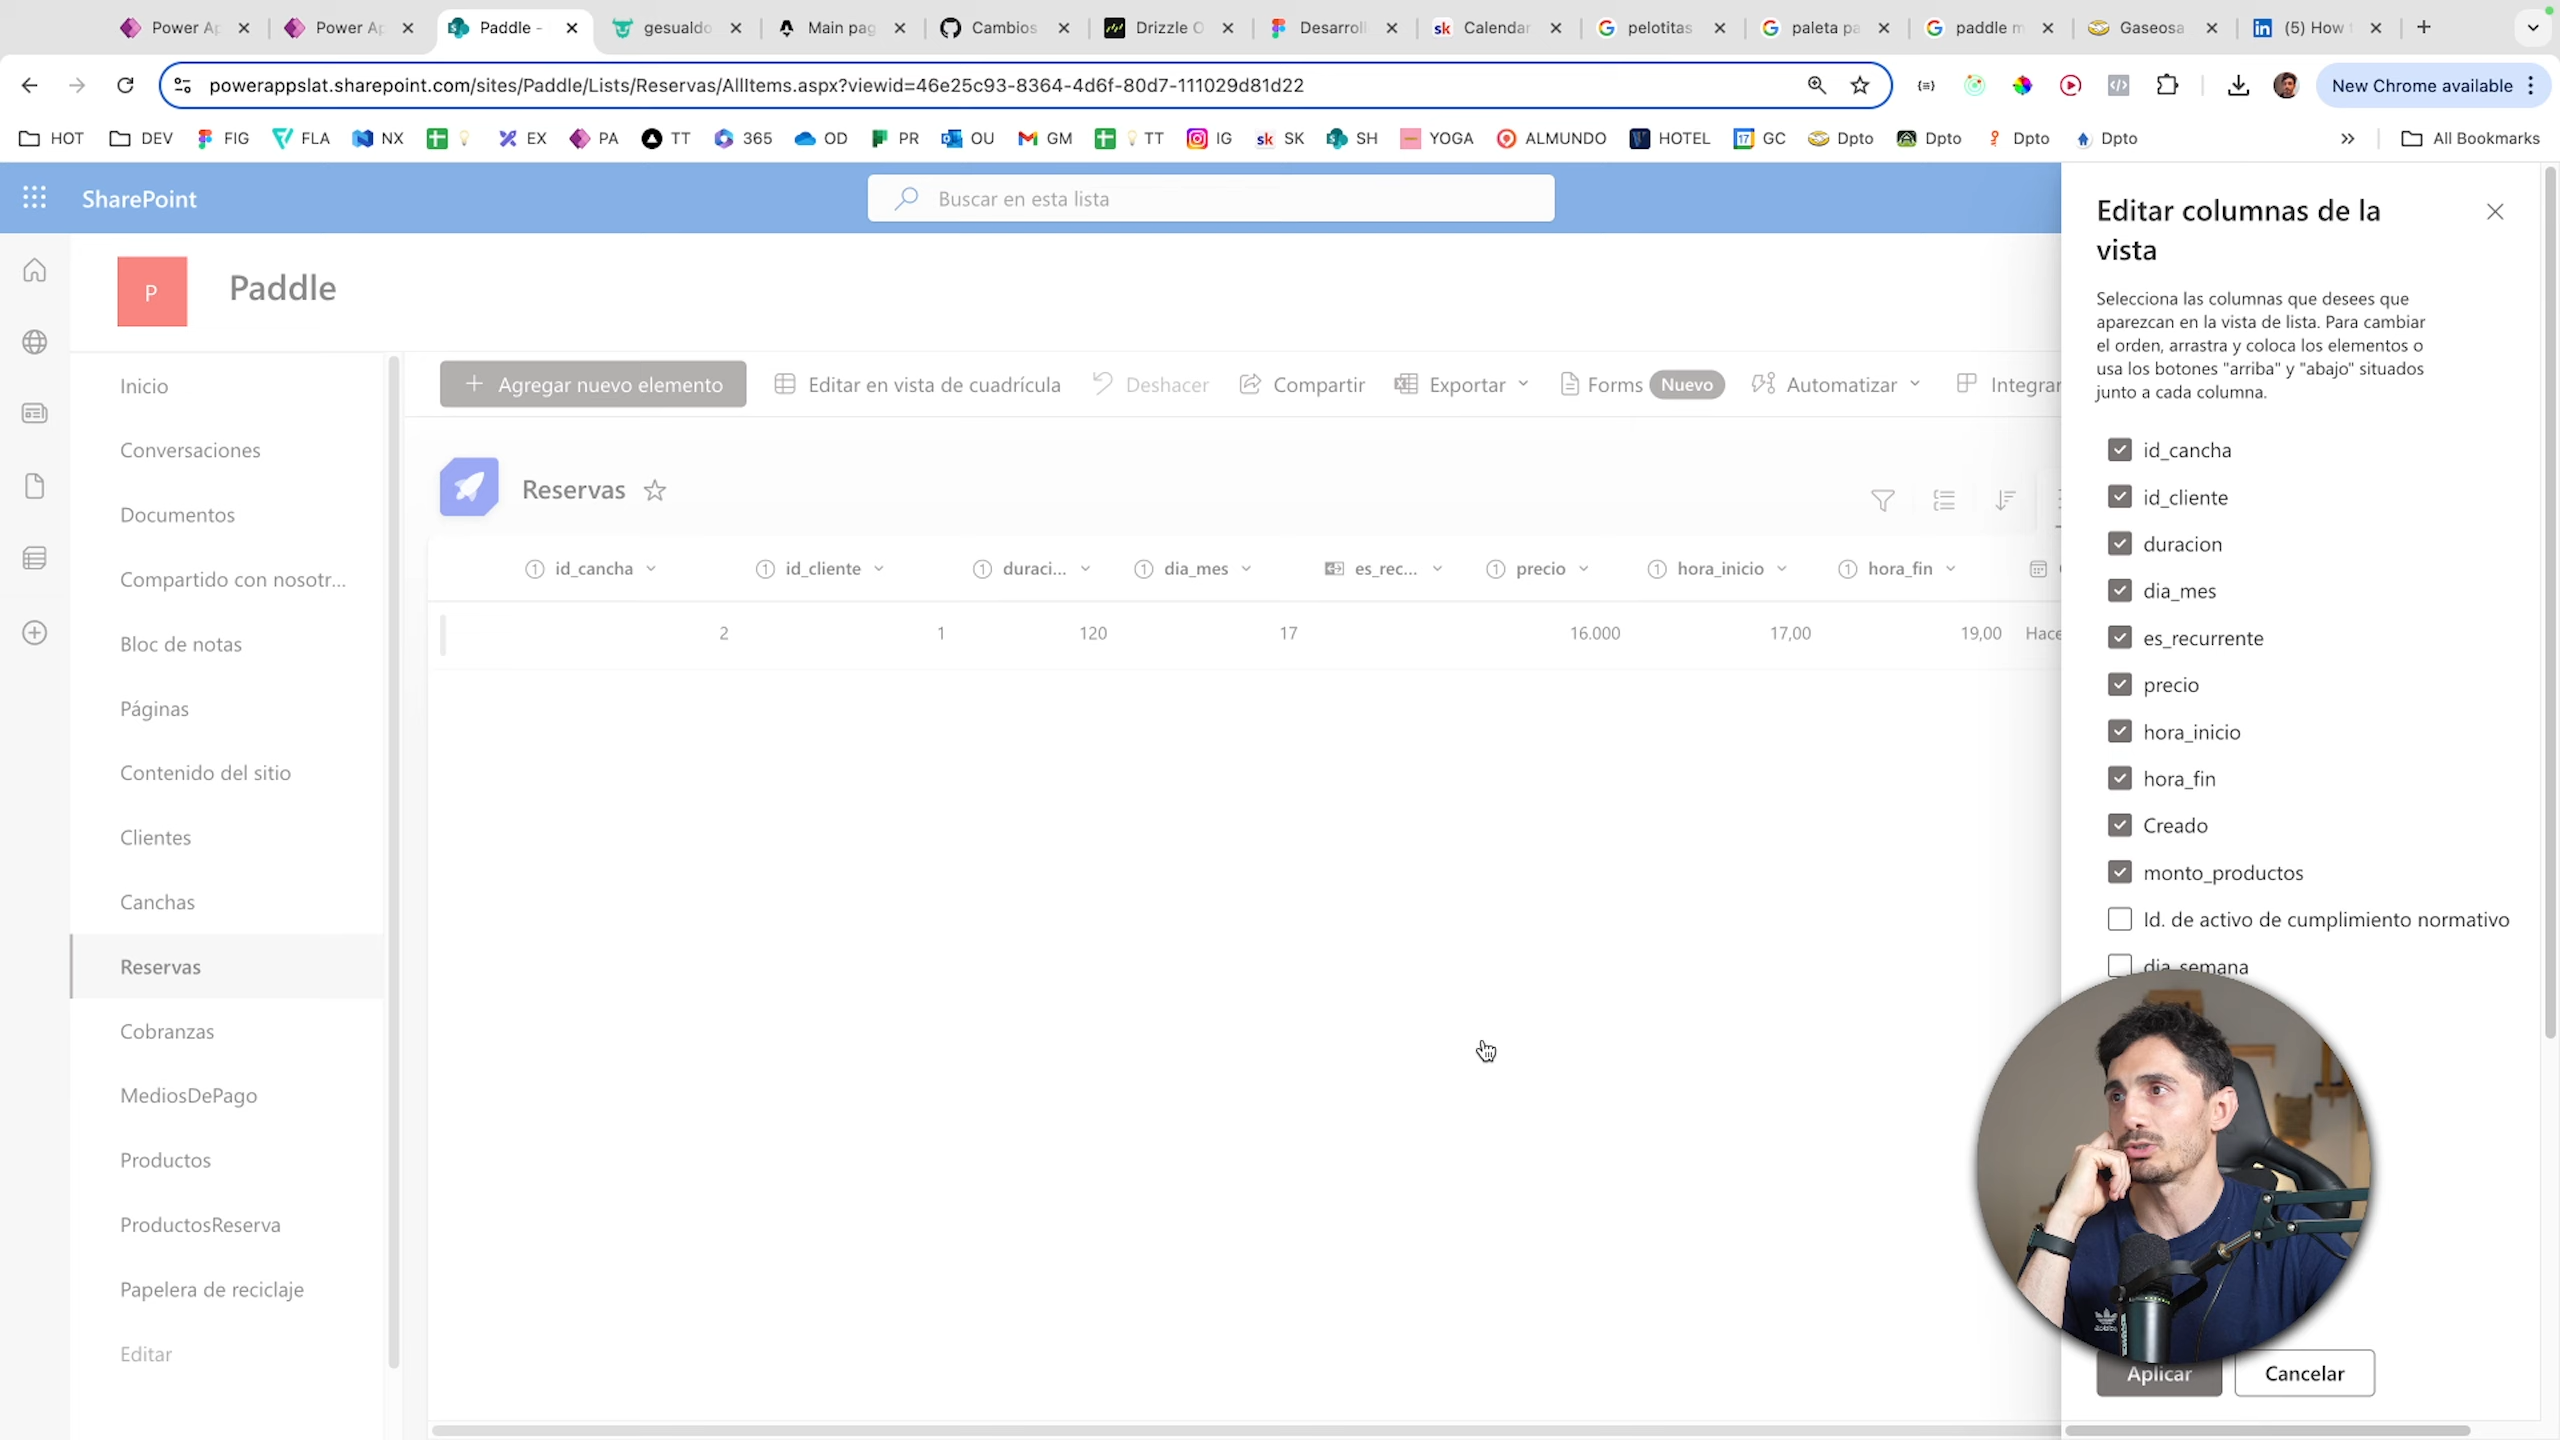 Power Ap
Power Ap
Paddle -
gesualdo
Main pag
Cambios
Drizzle O
Desarroll
Calendar
pelotitas
paleta pa
paddle m
Gaseosa
(5) How
powerappslat.sharepoint.com/sites/Paddle/Lists/Reservas/AllItems.aspx?viewid=46e25c93-8364-4d6f-80d7-111029d81d22
New Chrome available
HOT
DEV
FIG
FLA
NX
EX
PA
TT
365
OD
PR
OU
GM
TT
IG
SK
SH
YOGA
ALMUNDO
HOTEL
GC
Dpto
Dpto
Dpto
Dpto
All Bookmarks
SharePoint
Buscar en esta lista
P
Paddle
Inicio
Conversaciones
Documentos
Compartido con nosotr...
Bloc de notas
Páginas
Contenido del sitio
Clientes
Canchas
Reservas
Cobranzas
MediosDePago
Productos
ProductosReserva
Papelera de reciclaje
Editar
Agregar nuevo elemento
Editar en vista de cuadrícula
Deshacer
Compartir
Exportar
Forms
Nuevo
Automatizar
Integrar
Reservas
id_cancha
id_cliente
duraci...
dia_mes
es_rec...
precio
hora_inicio
hora_fin
2
1
120
17
16.000
17,00
19,00
Hace
Editar columnas de la
vista
Selecciona las columnas que desees que
aparezcan en la vista de lista. Para cambiar
el orden, arrastra y coloca los elementos o
usa los botones "arriba" y "abajo" situados
junto a cada columna.
id_cancha
id_cliente
duracion
dia_mes
es_recurrente
precio
hora_inicio
hora_fin
Creado
monto_productos
Id. de activo de cumplimiento normativo
dia_semana
Aplicar
Cancelar